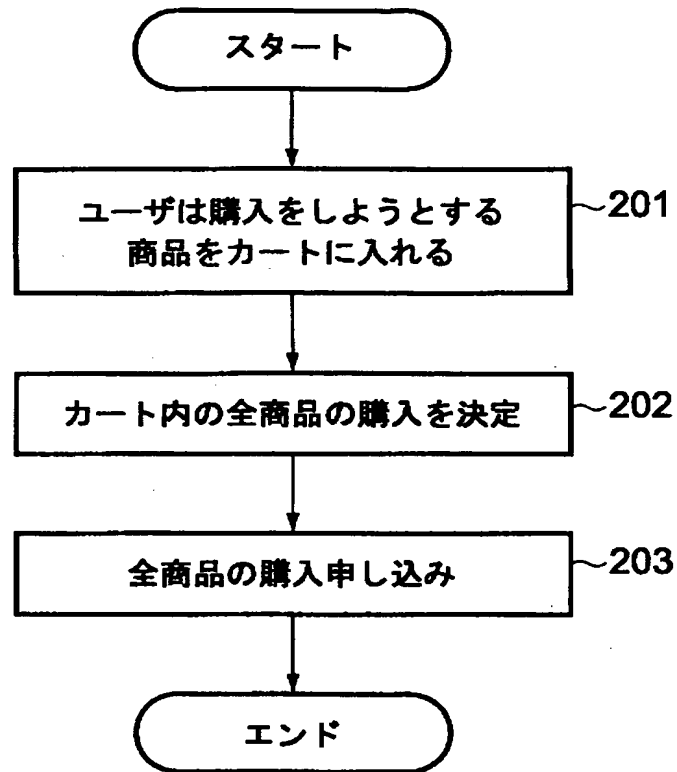 スタート
ユーザは購入をしようとする
商品をカートに入れる
201
カート内の全商品の購入を決定
202
全商品の購入申し込み
203
エンド